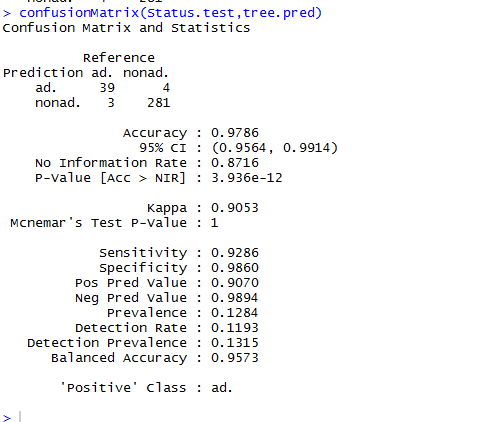 > confusionMatrix(Status.test,tree.pred)
Confusion Matrix and Statistics
Reference
Prediction ad. nonad.
ad. 39 4
nonad. 3 281
Accuracy : 0.9786
95% CI : (0.9564, 0.9914)
No Information Rate : 0.8716
P-Value [Acc > NIR] : 3.936e-12
Kappa : 0.9053
Mcnemar's Test P-Value : 1
Sensitivity : 0.9286
Specificity : 0.9860
Pos Pred Value : 0.9070
Neg Pred Value : 0.9894
Prevalence : 0.1284
Detection Rate : 0.1193
Detection Prevalence : 0.1315
Balanced Accuracy : 0.9573
'Positive' Class : ad.
>